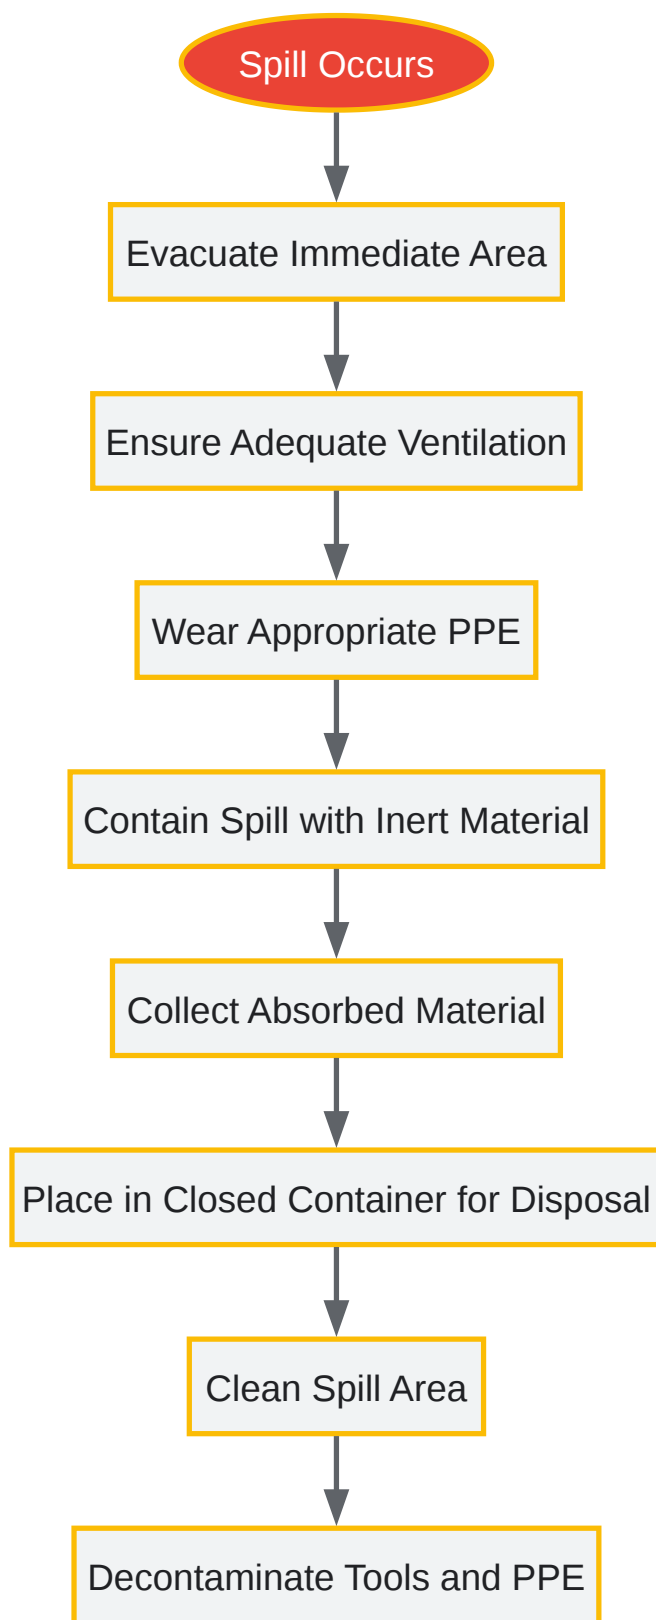 Spill Occurs
Evacuate Immediate Area
Ensure Adequate Ventilation
Wear Appropriate PPE
Contain Spill with Inert Material
Collect Absorbed Material
Place in Closed Container for Disposal
Clean Spill Area
Decontaminate Tools and PPE